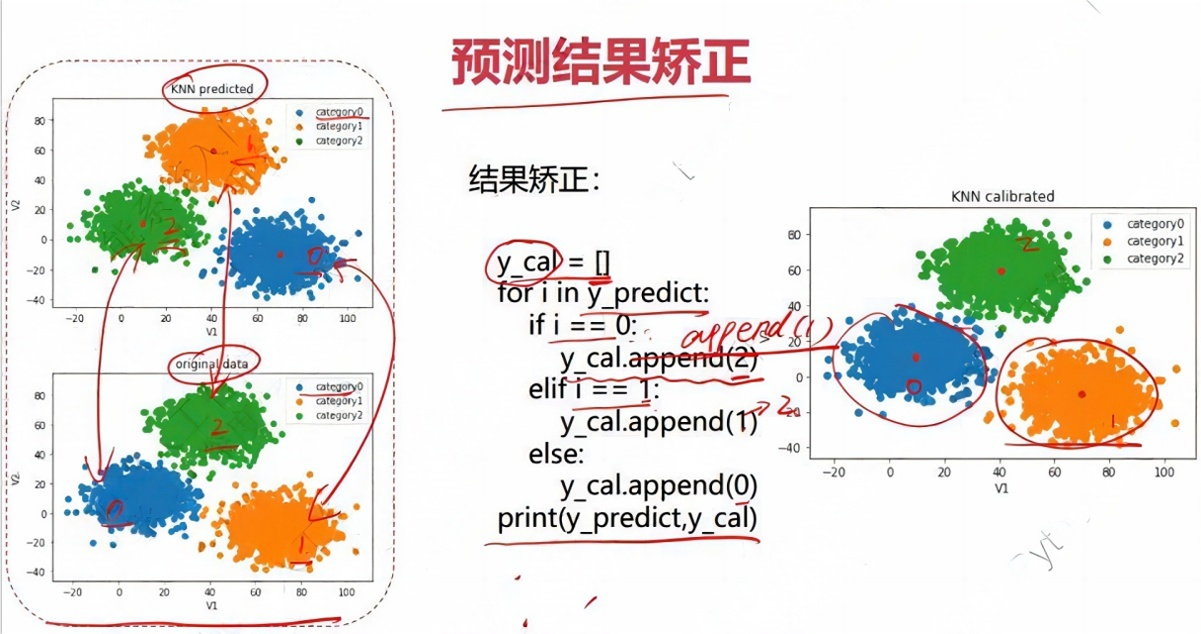 预测结果矫正
KNN predicted
category0
category1
category2
80
60
40
20
0
−20
−40
V2
−20 0 20 40 60 80 100
V1
1
2
0
original data
category0
category1
category2
80
60
40
20
0
−20
−40
V2
−20 0 20 40 60 80 100
V1
2
0
1
结果矫正：
y_cal = []
for i in y_predict:
if i == 0:
append(1)
y_cal.append(2)
elif i == 1:
y_cal.append(1)
2
else:
y_cal.append(0)
print(y_predict,y_cal)
KNN calibrated
category0
category1
category2
80
60
40
20
0
−20
−40
−20 0 20 40 60 80 100
V1
2
0
1